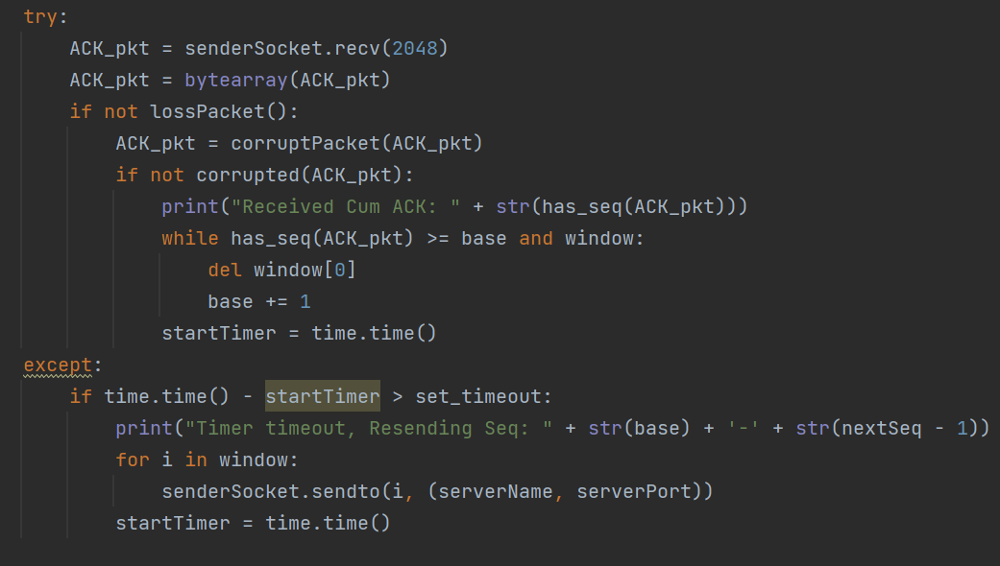 try:
    ACK_pkt = senderSocket.recv(2048)
    ACK_pkt = bytearray(ACK_pkt)
    if not lossPacket():
        ACK_pkt = corruptPacket(ACK_pkt)
        if not corrupted(ACK_pkt):
            print("Received Cum ACK: " + str(has_seq(ACK_pkt)))
            while has_seq(ACK_pkt) >= base and window:
                del window[0]
                base += 1
            startTimer = time.time()
except:
    if time.time() - startTimer > set_timeout:
        print("Timer timeout, Resending Seq: " + str(base) + '-' + str(nextSeq - 1))
        for i in window:
            senderSocket.sendto(i, (serverName, serverPort))
        startTimer = time.time()